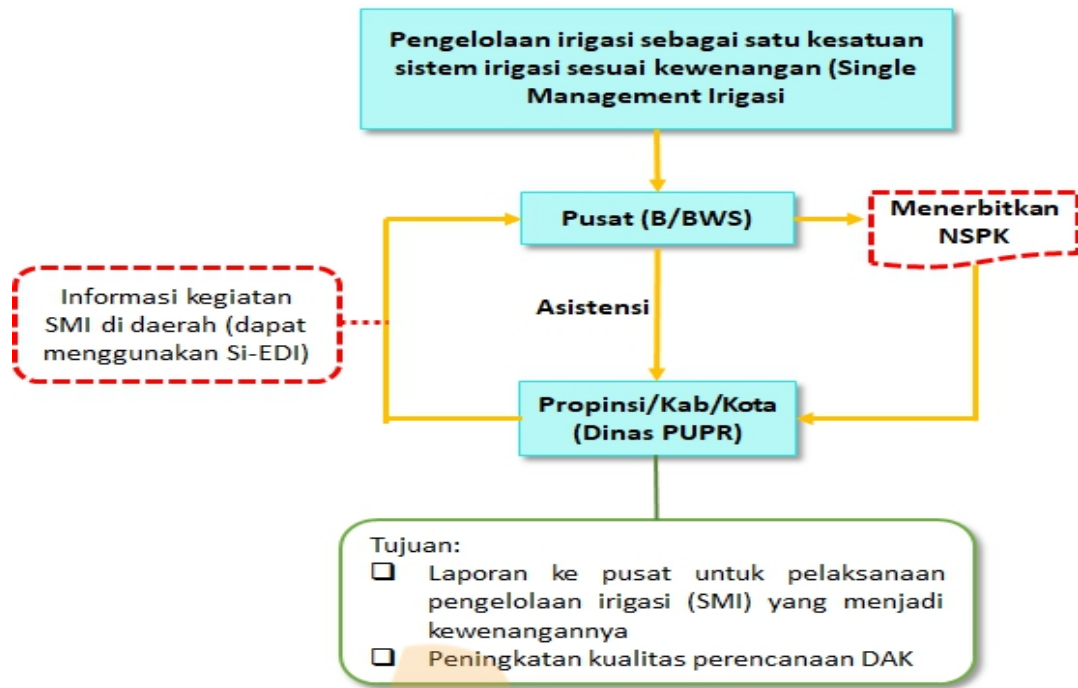 Pengelolaan irigasi sebagai satu kesatuan
sistem irigasi sesuai kewenangan (Single
Management Irigasi
Pusat (B/BWS)
Menerbitkan
NSPK
Informasi kegiatan
SMI di daerah (dapat
menggunakan Si-EDI)
Asistensi
Propinsi/Kab/Kota
(Dinas PUPR)
Tujuan:
Laporan ke pusat untuk pelaksanaan
pengelolaan irigasi (SMI) yang menjadi
kewenangannya
Peningkatan kualitas perencanaan DAK